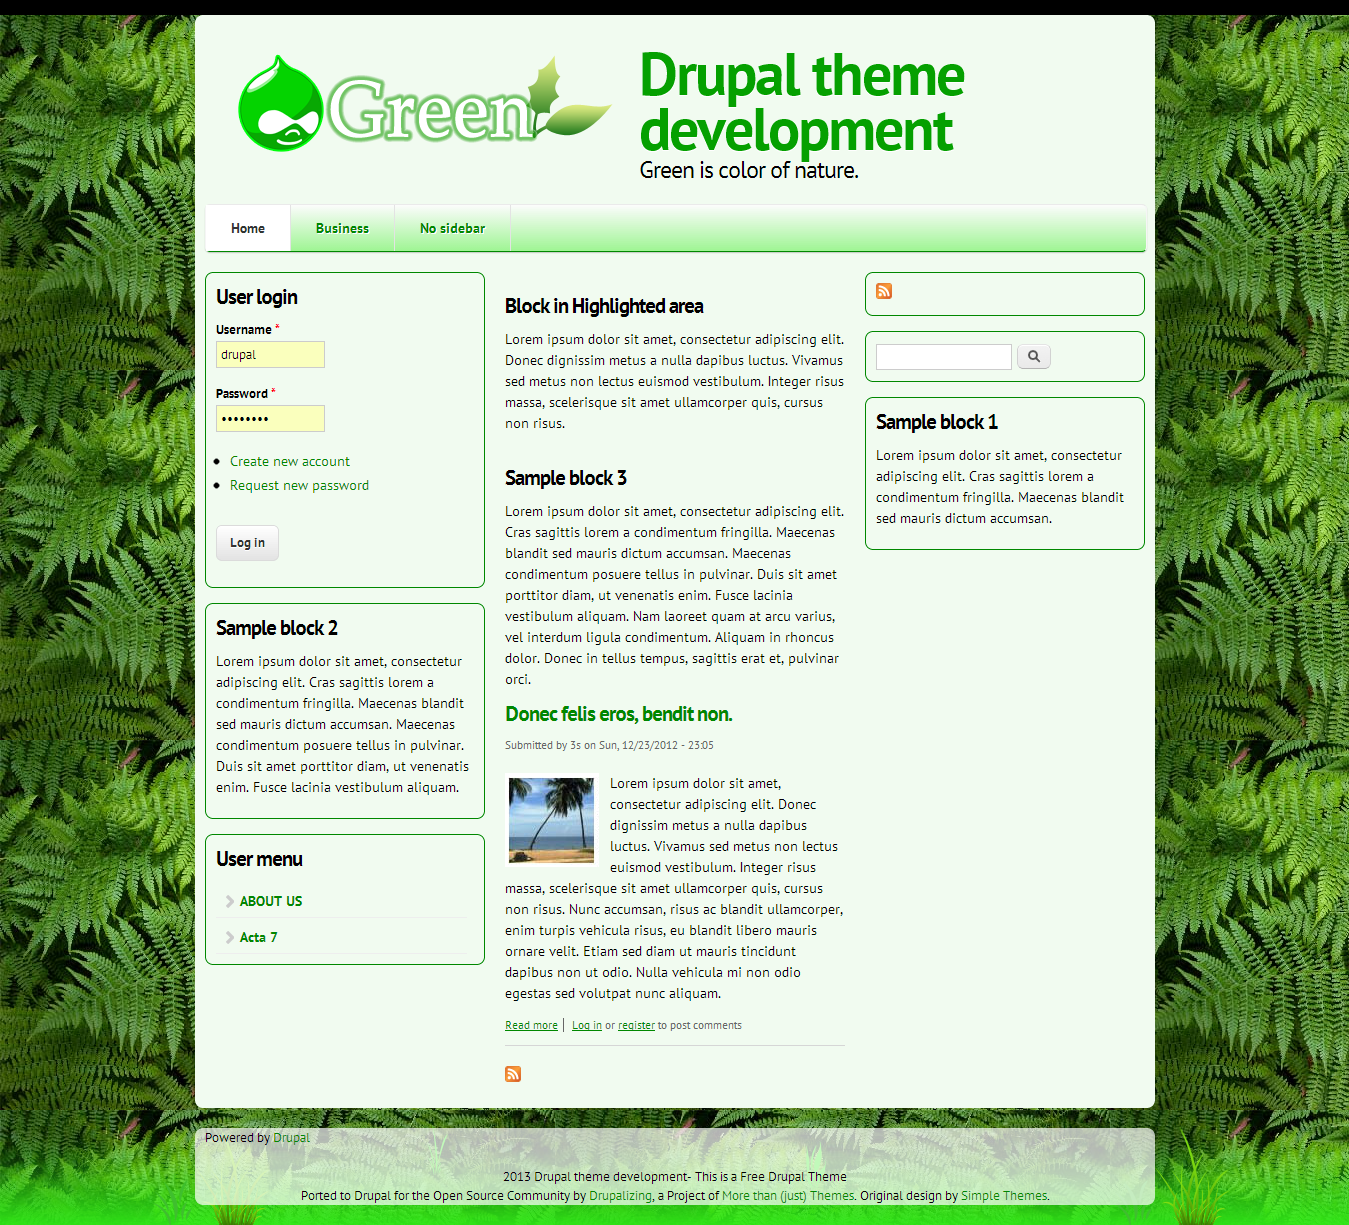 Green
Drupal theme
development
Green is color of nature.
Home
Business
No sidebar
User login
Username *
drupal
Password *
••••••••
Create new account
Request new password
Log in
Sample block 2
Lorem ipsum dolor sit amet, consectetur
adipiscing elit. Cras sagittis lorem a
condimentum fringilla. Maecenas blandit
sed mauris dictum accumsan. Maecenas
condimentum posuere tellus in pulvinar.
Duis sit amet porttitor diam, ut venenatis
enim. Fusce lacinia vestibulum aliquam.
User menu
ABOUT US
Acta 7
Block in Highlighted area
Lorem ipsum dolor sit amet, consectetur adipiscing elit.
Donec dignissim metus a nulla dapibus luctus. Vivamus
sed metus non lectus euismod vestibulum. Integer risus
massa, scelerisque sit amet ullamcorper quis, cursus
non risus.
Sample block 3
Lorem ipsum dolor sit amet, consectetur adipiscing elit.
Cras sagittis lorem a condimentum fringilla. Maecenas
blandit sed mauris dictum accumsan. Maecenas
condimentum posuere tellus in pulvinar. Duis sit amet
porttitor diam, ut venenatis enim. Fusce lacinia
vestibulum aliquam. Nam laoreet quam at arcu varius,
vel interdum ligula condimentum. Aliquam in rhoncus
dolor. Donec in tellus tempus, sagittis erat et, pulvinar
orci.
Donec felis eros, bendit non.
Submitted by 3s on Sun, 12/23/2012 - 23:05
Lorem ipsum dolor sit amet,
consectetur adipiscing elit. Donec
dignissim metus a nulla dapibus
luctus. Vivamus sed metus non lectus
euismod vestibulum. Integer risus
massa, scelerisque sit amet ullamcorper quis, cursus
non risus. Nunc accumsan, risus ac blandit ullamcorper,
enim turpis vehicula risus, eu blandit libero mauris
ornare velit. Etiam sed diam ut mauris tincidunt
dapibus non ut odio. Nulla vehicula mi non odio
egestas sed volutpat nunc aliquam.
Read more Log in or register to post comments
Sample block 1
Lorem ipsum dolor sit amet, consectetur
adipiscing elit. Cras sagittis lorem a
condimentum fringilla. Maecenas blandit
sed mauris dictum accumsan.
Powered by Drupal
2013 Drupal theme development- This is a Free Drupal Theme
Ported to Drupal for the Open Source Community by Drupalizing, a Project of More than (just) Themes. Original design by Simple Themes.